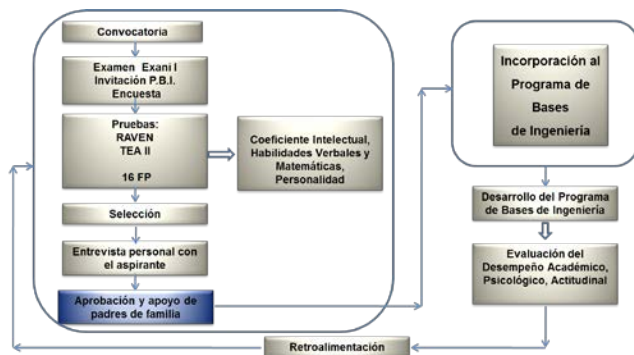 Convocatoria
Examen Exani I
Invitación P.B.I.
Encuesta
Pruebas:
RAVEN
TEA II
16 FP
Coeficiente Intelectual,
Habilidades Verbales y
Matemáticas,
Personalidad
Selección
Entrevista personal con
el aspirante
Aprobación y apoyo de
padres de familia
Incorporación al
Programa de
Bases
de Ingeniería
Desarrollo del Programa
de Bases de Ingeniería
Evaluación del
Desempeño Académico,
Psicológico, Actitudinal
Retroalimentación